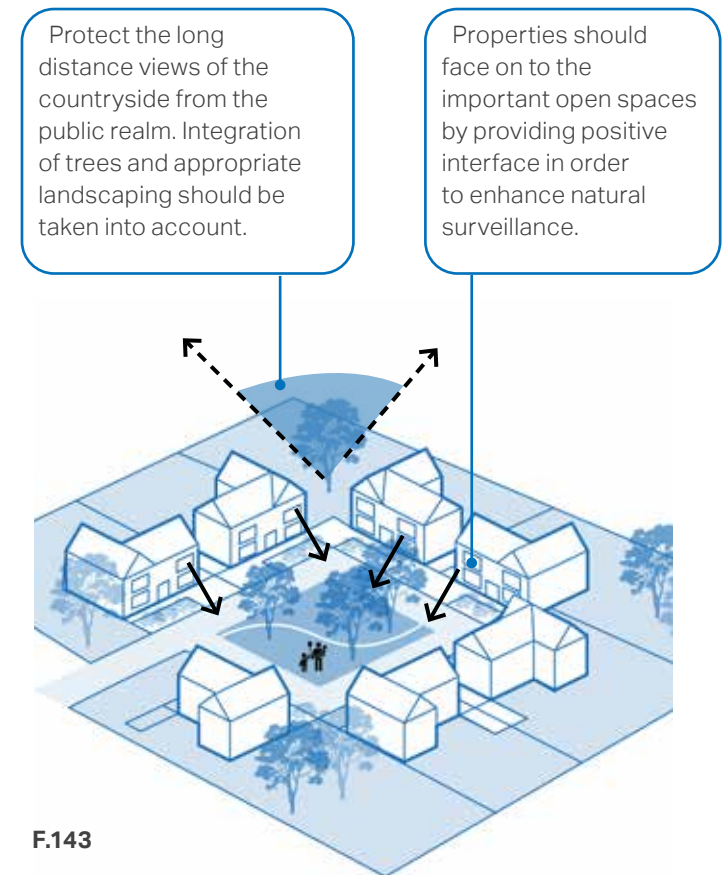 Protect the long
distance views of the
countryside from the
public realm. Integration
of trees and appropriate
landscaping should be
taken into account.
Properties should
face on to the
important open spaces
by providing positive
interface in order
to enhance natural
surveillance.
F.143